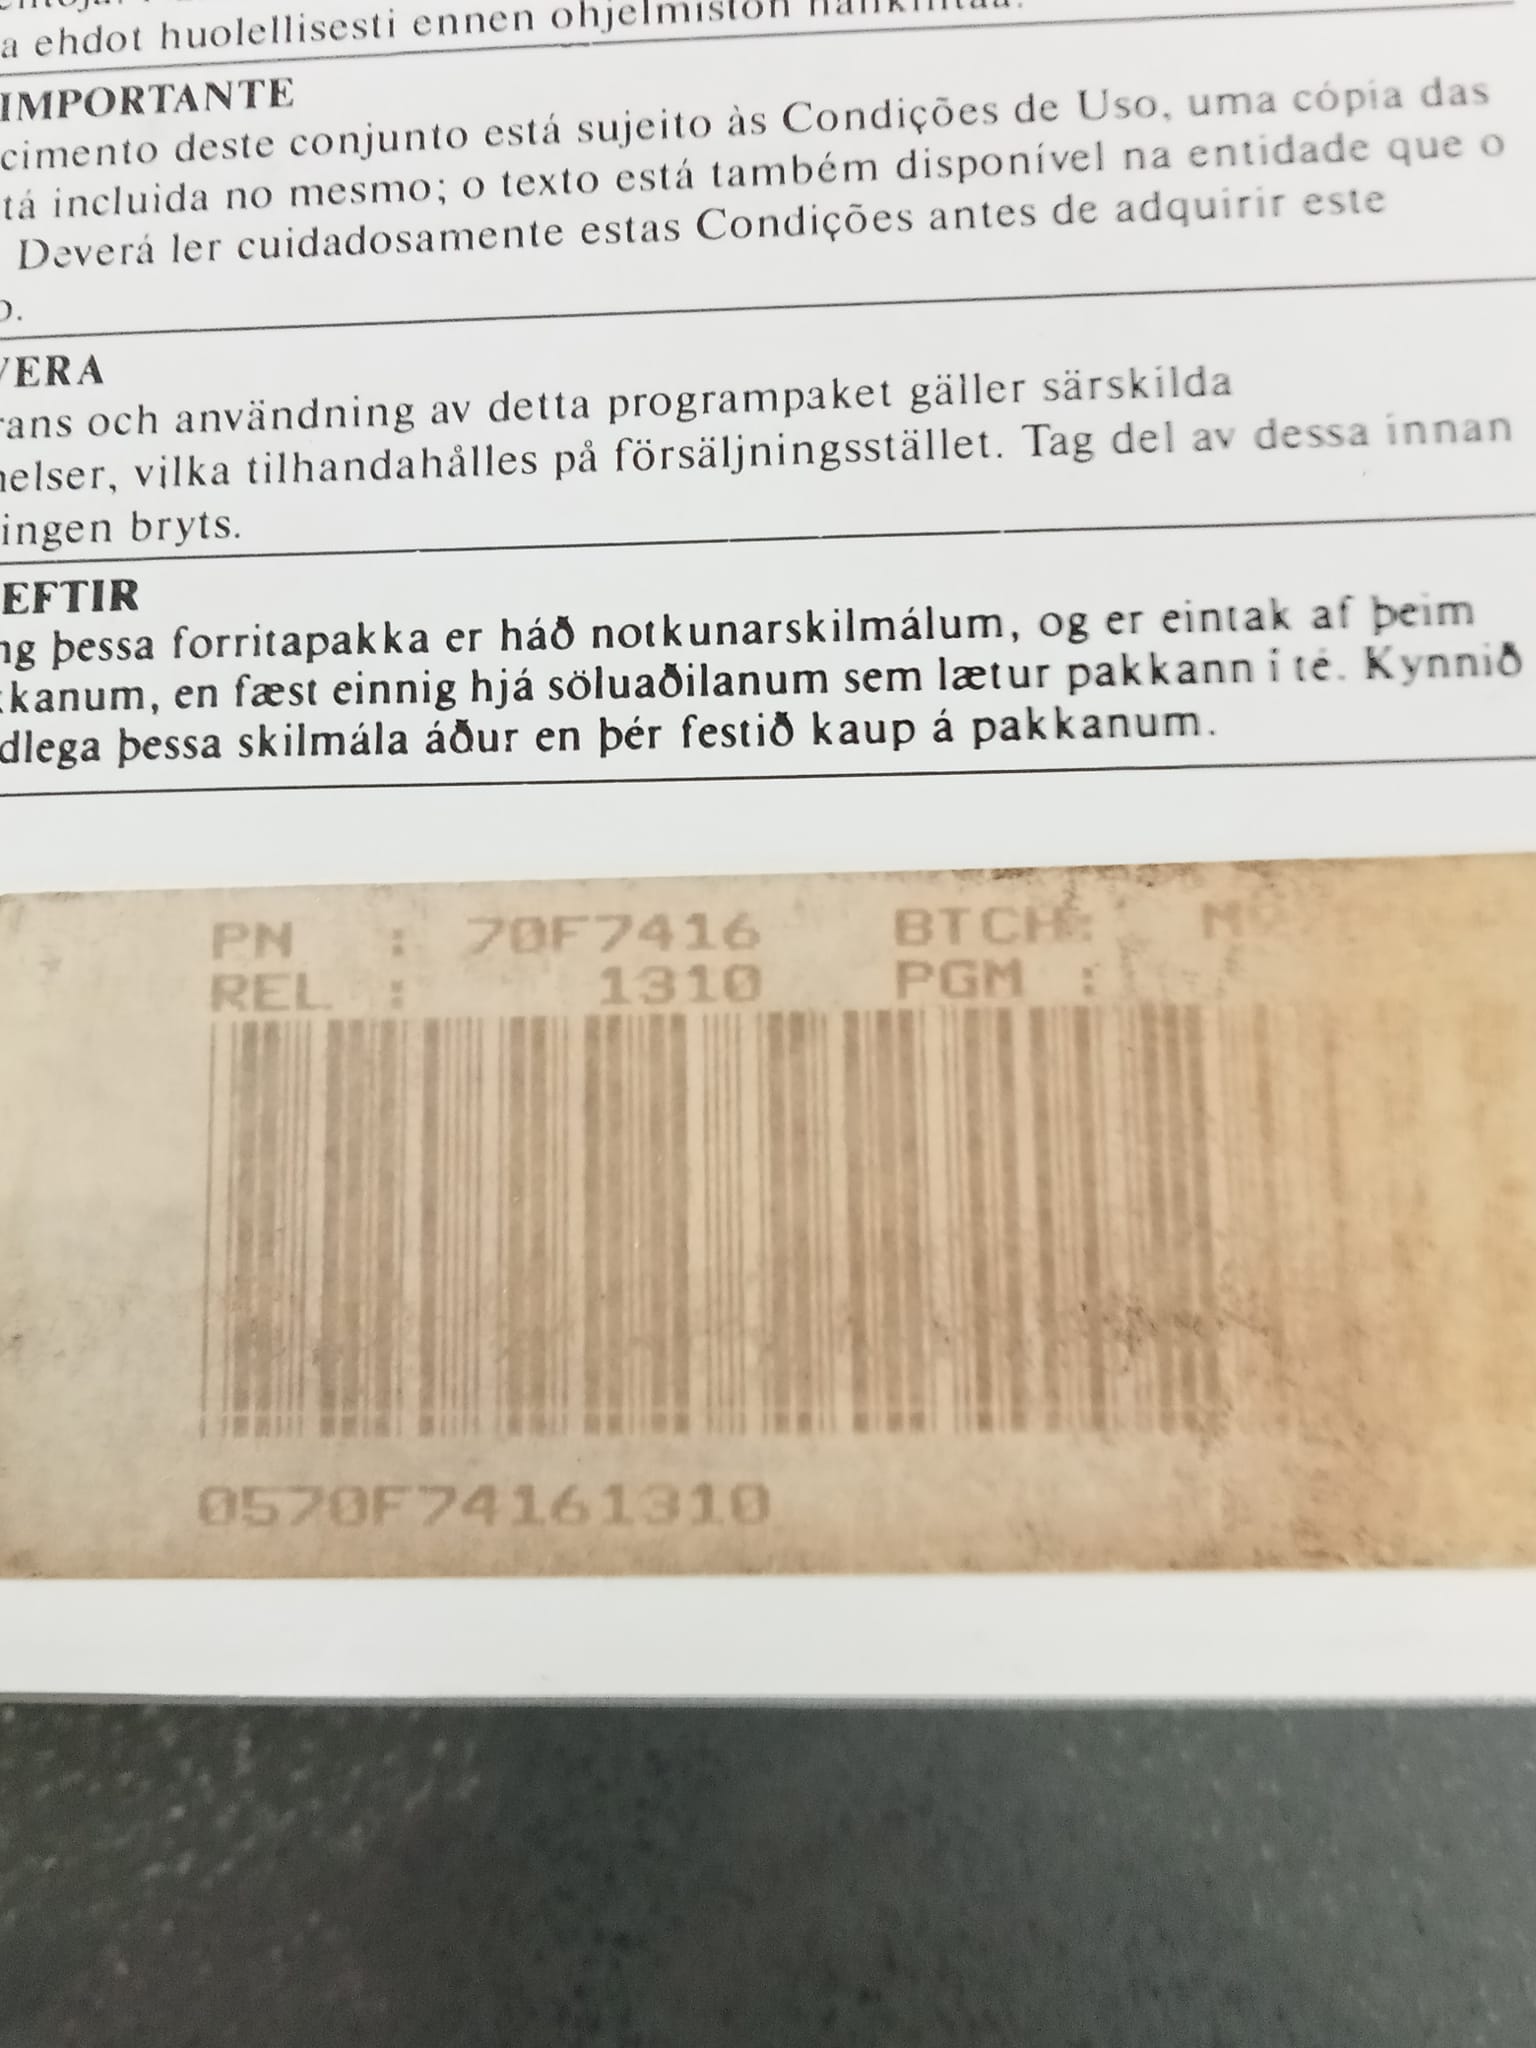 a ehdot huolellisesti ennen ohjelmiston hankintaa.
IMPORTANTE
cimento deste conjunto está sujeito às Condições de Uso, uma cópia das
tá incluida no mesmo; o texto está também disponível na entidade que o
Deverá ler cuidadosamente estas Condições antes de adquirir este
o.
VERA
rans och användning av detta programpaket gäller särskilda
nelser, vilka tilhandahålles på försäljningsstället. Tag del av dessa innan
ingen bryts.
EFTIR
ng þessa forritapakka er háð notkunarskilmálum, og er eintak af þeim
kkanum, en fæst einnig hjá söluaðilanum sem lætur pakkann í té. Kynnið
dlega þessa skilmála áður en þér festið kaup á pakkanum.
PN : 70F7416 BTCH: M
REL : 1310 PGM :
0570F74161310